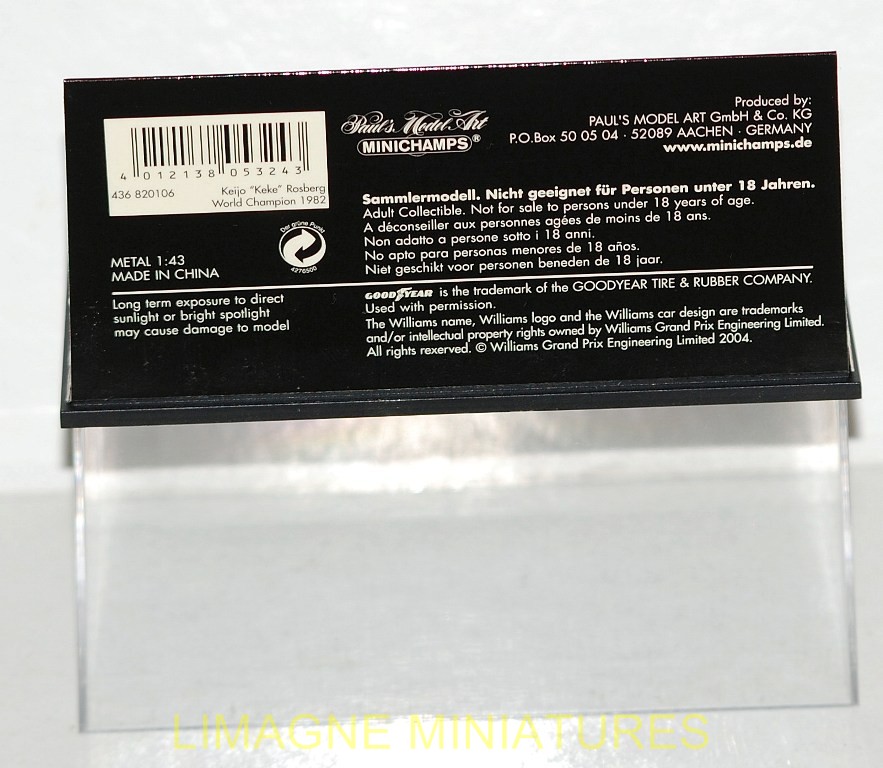 4 012138 053243
436 820106
Keijo "Keke" Rosberg
World Champion 1982
Paul's Model Art
MINICHAMPS®
Produced by:
PAUL'S MODEL ART GmbH & Co. KG
P.O.Box 50 05 04 · 52089 AACHEN · GERMANY
www.minichamps.de
Der grüne Punkt
4276500
METAL 1:43
MADE IN CHINA
Sammlermodell. Nicht geeignet für Personen unter 18 Jahren.
Adult Collectible. Not for sale to persons under 18 years of age.
A déconseiller aux personnes agées de moins de 18 ans.
Non adatto a persone sotto i 18 anni.
No apto para personas menores de 18 años.
Niet geschikt voor personen beneden de 18 jaar.
Long term exposure to direct
sunlight or bright spotlight
may cause damage to model
GOODYEAR is the trademark of the GOODYEAR TIRE & RUBBER COMPANY.
Used with permission.
The Williams name, Williams logo and the Williams car design are trademarks
and/or intellectual property rights owned by Williams Grand Prix Engineering Limited.
All rights reserved. © Williams Grand Prix Engineering Limited 2004.
LIMAGNE MINIATURES